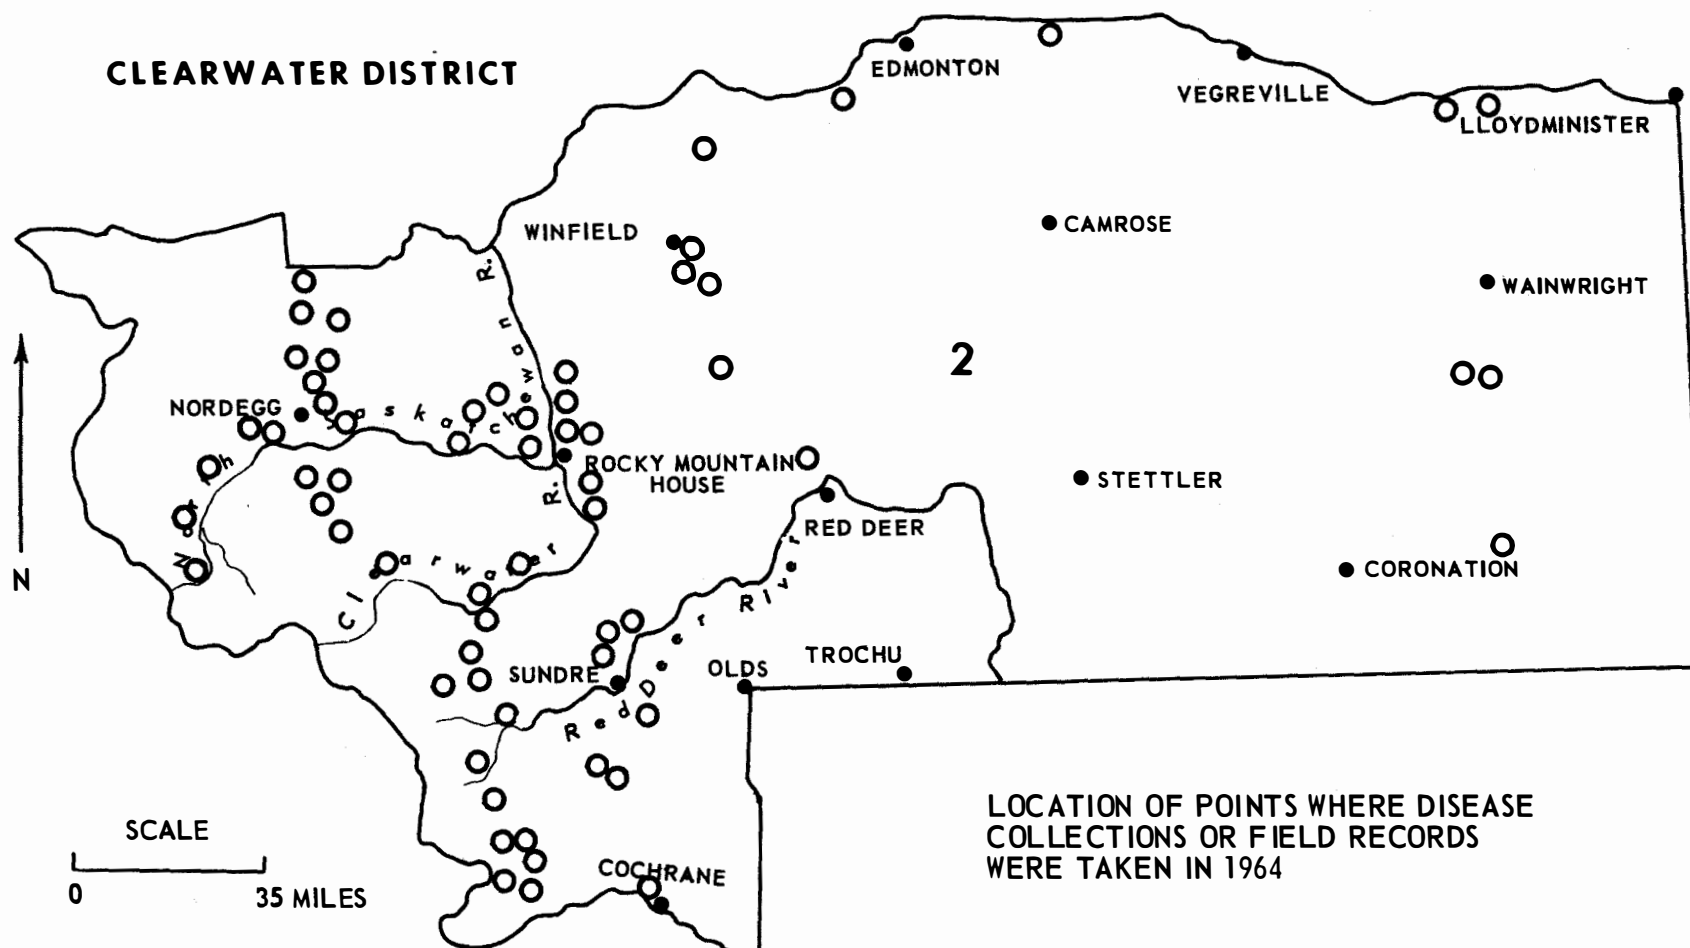 CLEARWATER DISTRICT
EDMONTON
VEGREVILLE
LLOYDMINISTER
WINFIELD
CAMROSE
WAINWRIGHT
2
NORDEGG
ROCKY MOUNTAIN
HOUSE
STETTLER
RED DEER
CORONATION
TROCHU
OLDS
SUNDRE
Red Deer River
R.
R.
N
COCHRANE
SCALE
0 35 MILES
LOCATION OF POINTS WHERE DISEASE
COLLECTIONS OR FIELD RECORDS
WERE TAKEN IN 1964